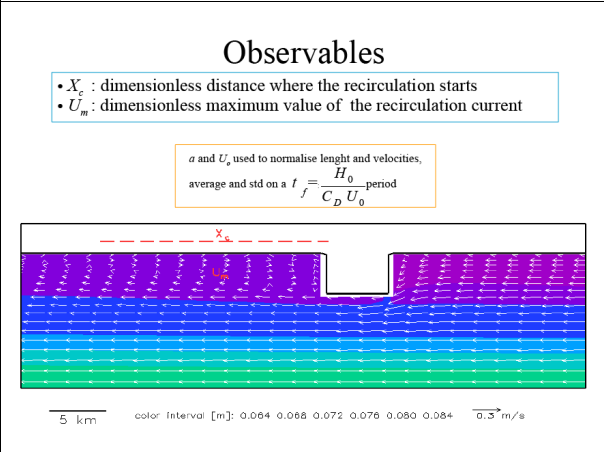 Observables
• X_c : dimensionless distance where the recirculation starts
• U_m : dimensionless maximum value of the recirculation current
a and U_o used to normalise lenght and velocities,
average and std on a t_f = H_0 / C_D U_0 period
X_c
U_m
5 km color interval [m]: 0.064 0.068 0.072 0.076 0.080 0.084 0.3 m/s